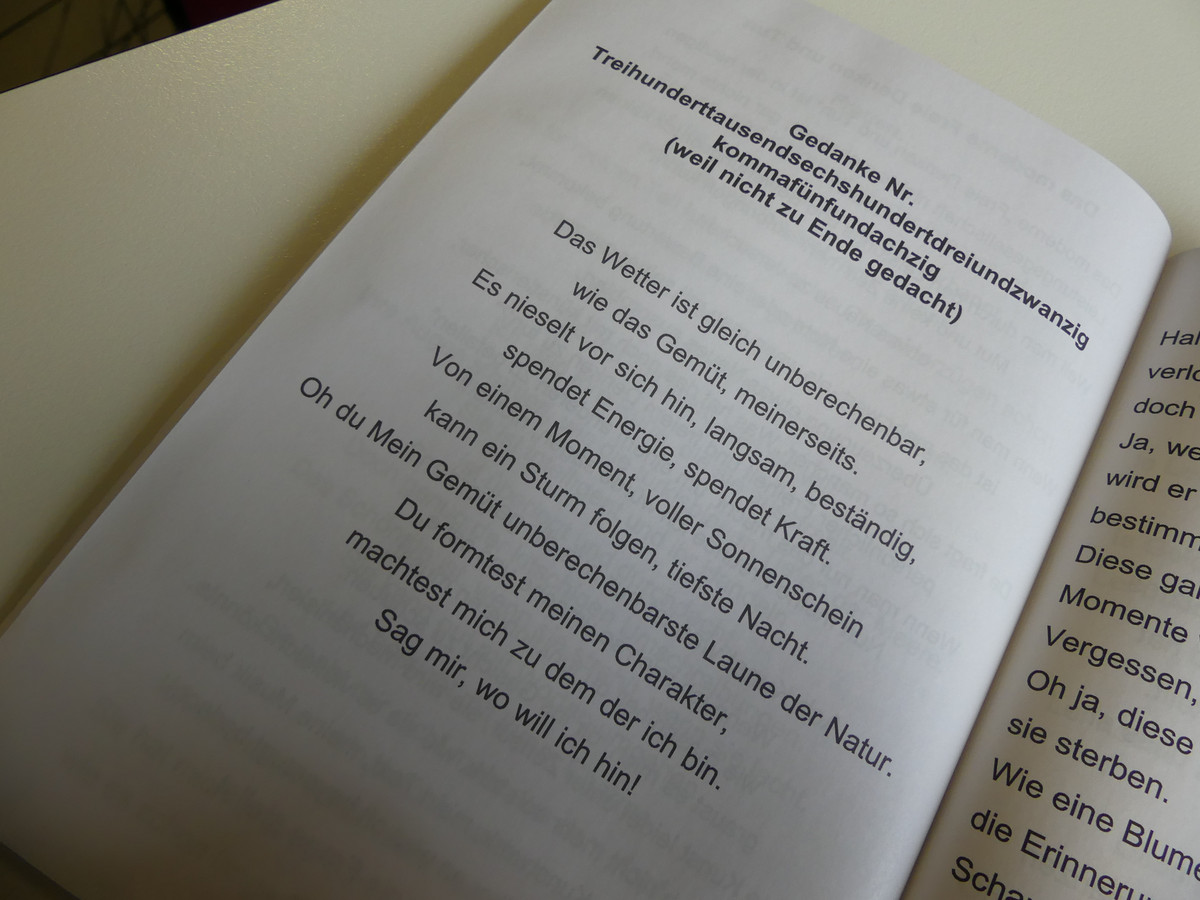 Gedanke Nr.
Treihunderttausendsechshundertdreiundzwanzig
kommafünfundachzig
(weil nicht zu Ende gedacht)
Das Wetter ist gleich unberechenbar,
wie das Gemüt, meinerseits.
Es nieselt vor sich hin, langsam, beständig,
spendet Energie, spendet Kraft.
Von einem Moment, voller Sonnenschein
kann ein Sturm folgen, tiefste Nacht.
Oh du Mein Gemüt unberechenbarste Laune der Natur.
Du formtest meinen Charakter,
machtest mich zu dem der ich bin.
Sag mir, wo will ich hin!
doch
Ja, we
wird er
bestimm
Diese ga
Momente
Vergessen,
Oh ja, diese
sie sterben.
Wie eine Blume
die Erinneru